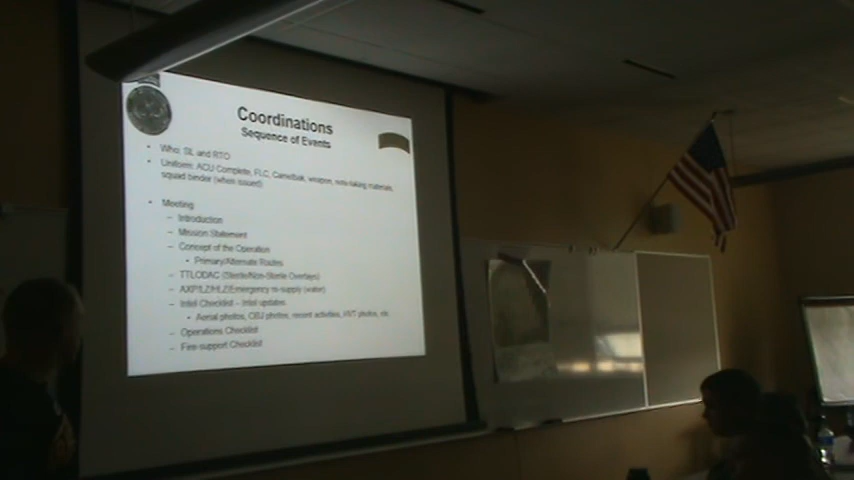 Coordinations
Sequence of Events
• Who: SL and RTO
• Uniform: ACU Complete, FLC, Camelbak, weapon, note-taking materials,
squad binder (when issued)
• Meeting
– Introduction
– Mission Statement
– Concept of the Operation
• Primary/Alternate Routes
– TTLODAC (Sterile/Non-Sterile Overlays)
– AXP/LZ/HLZ/Emergency re-supply (water)
– Intel Checklist – Intel updates
• Aerial photos, OBJ photos, recent activities, HVT photos, etc.
– Operations Checklist
– Fire-support Checklist